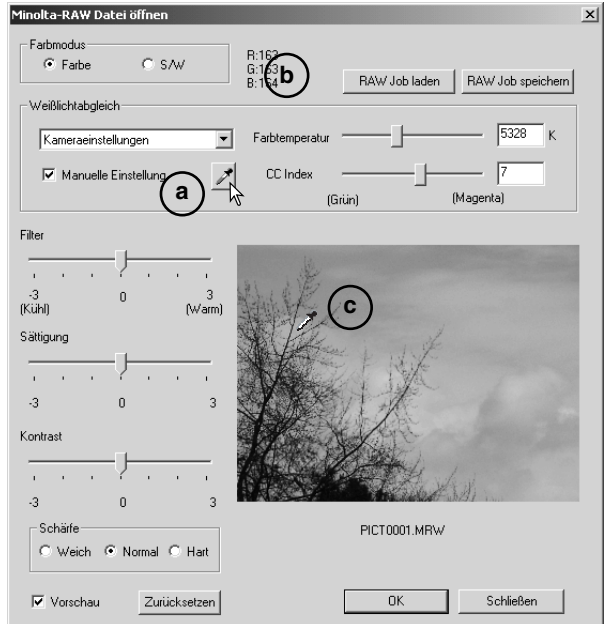 Minolta-RAW Datei öffnen
Farbmodus
Farbe
S/W
R:163
G:163
B:164
b
RAW Job laden
RAW Job speichern
Weißlichtabgleich
Kameraeinstellungen
Farbtemperatur
5328
K
Manuelle Einstellung
a
CC Index
7
(Grün)
(Magenta)
Filter
-3
0
3
(Kühl)
(Warm)
c
Sättigung
-3
0
3
Kontrast
-3
0
3
Schärfe
Weich
Normal
Hart
PICT0001.MRW
Vorschau
Zurücksetzen
OK
Schließen